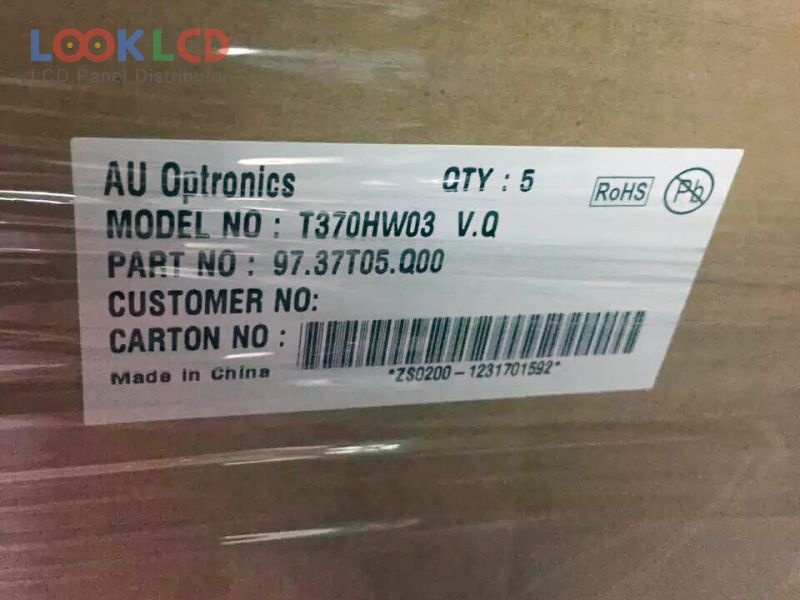 LOOK LCD
LCD Panel Distributor
AU Optronics QTY : 5
RoHS Pb
MODEL NO : T370HW03 V.Q
PART NO : 97.37T05.Q00
CUSTOMER NO:
CARTON NO :
Made in China *ZS0200-1231701592*